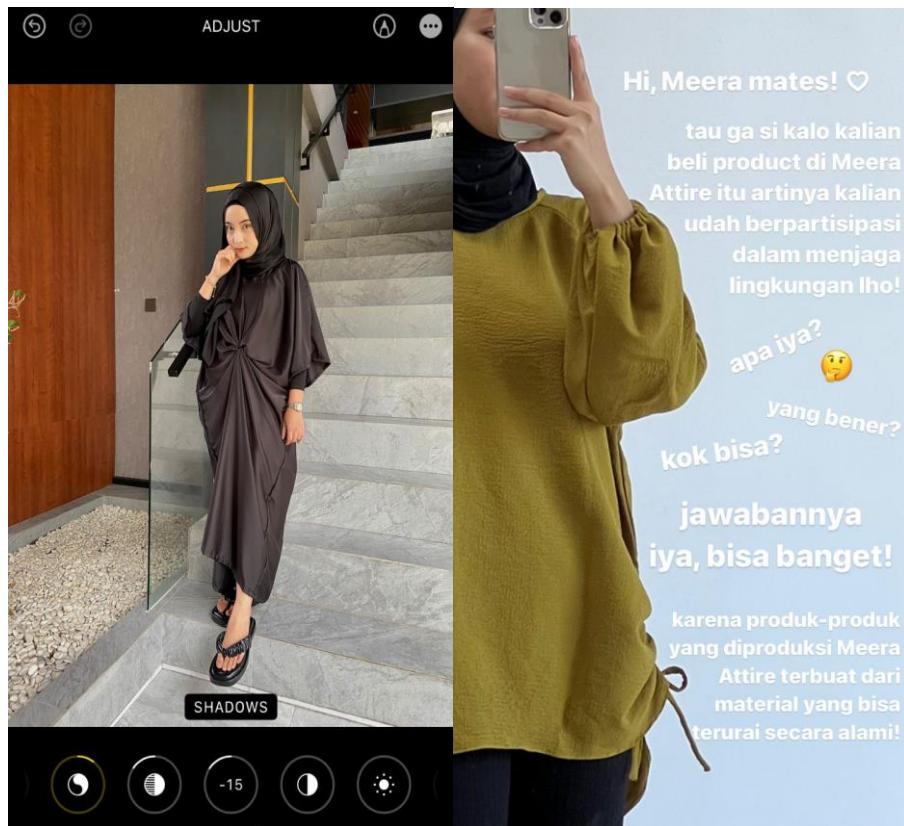 ADJUST
SHADOWS
-15
Hi, Meera mates! ♡
tau ga si kalo kalian
beli product di Meera
Attire itu artinya kalian
udah berpartisipasi
dalam menjaga
lingkungan lho!
apa iya?
🤔
yang bener?
kok bisa?
jawabannya
iya, bisa banget!
karena produk-produk
yang diproduksi Meera
Attire terbuat dari
material yang bisa
terurai secara alami!